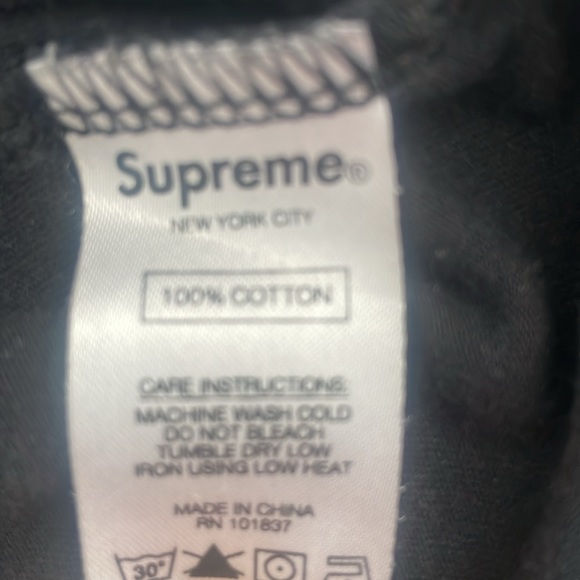 Supreme®
NEW YORK CITY
100% COTTON
CARE INSTRUCTIONS:
MACHINE WASH COLD
DO NOT BLEACH
TUMBLE DRY LOW
IRON USING LOW HEAT
MADE IN CHINA
RN 101837
30°